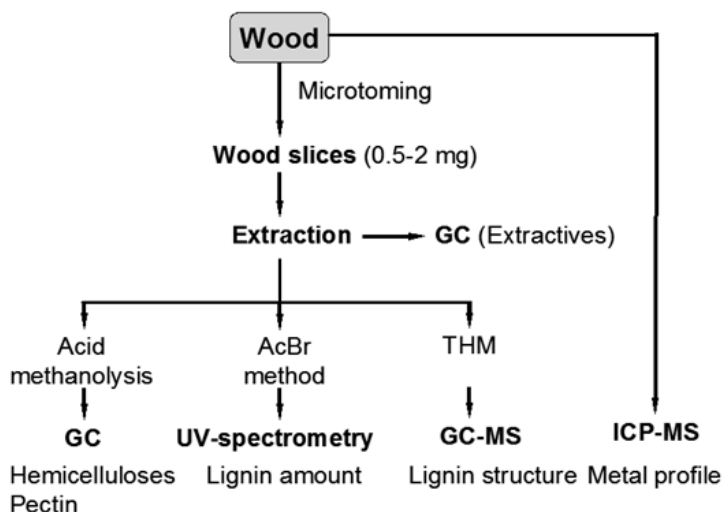 Wood
Microtoming
Wood slices (0.5-2 mg)
Extraction
GC (Extractives)
Acid
methanolysis
AcBr
method
THM
GC
UV-spectrometry
GC-MS
ICP-MS
Hemicelluloses
Pectin
Lignin amount
Lignin structure
Metal profile